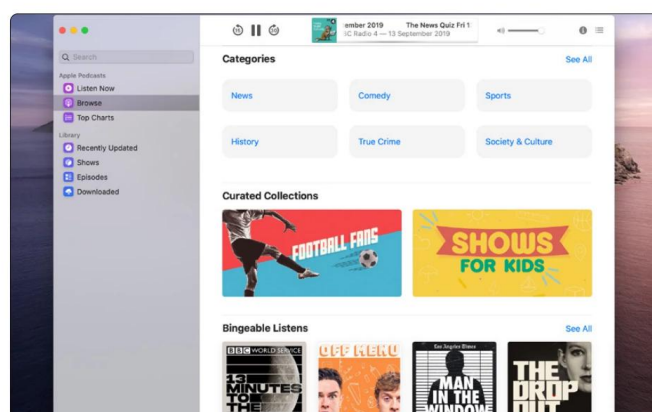 ember 2019 The News Quiz Fri 1
C Radio 4 — 13 September 2019
Search
Apple Podcasts
Listen Now
Browse
Top Charts
Library
Recently Updated
Shows
Episodes
Downloaded
Categories
See All
News
Comedy
Sports
History
True Crime
Society & Culture
Curated Collections
FOOTBALL FANS
SHOWS
FOR KIDS
Bingeable Listens
See All
BBC WORLD SERVICE
13
MINUTES
TO
THE
OFF MENU
Los Angeles Times
MAN
IN THE
WINDOW
THE
DROP
OUT